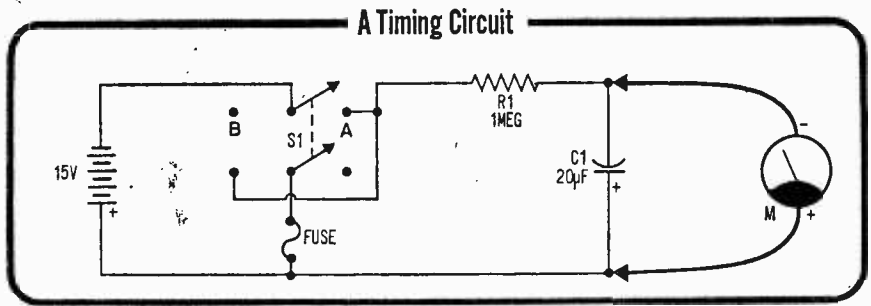 A Timing Circuit
B
S1
A
R1
1MEG
15V
+
C1
20µF
+
-
M
+
FUSE